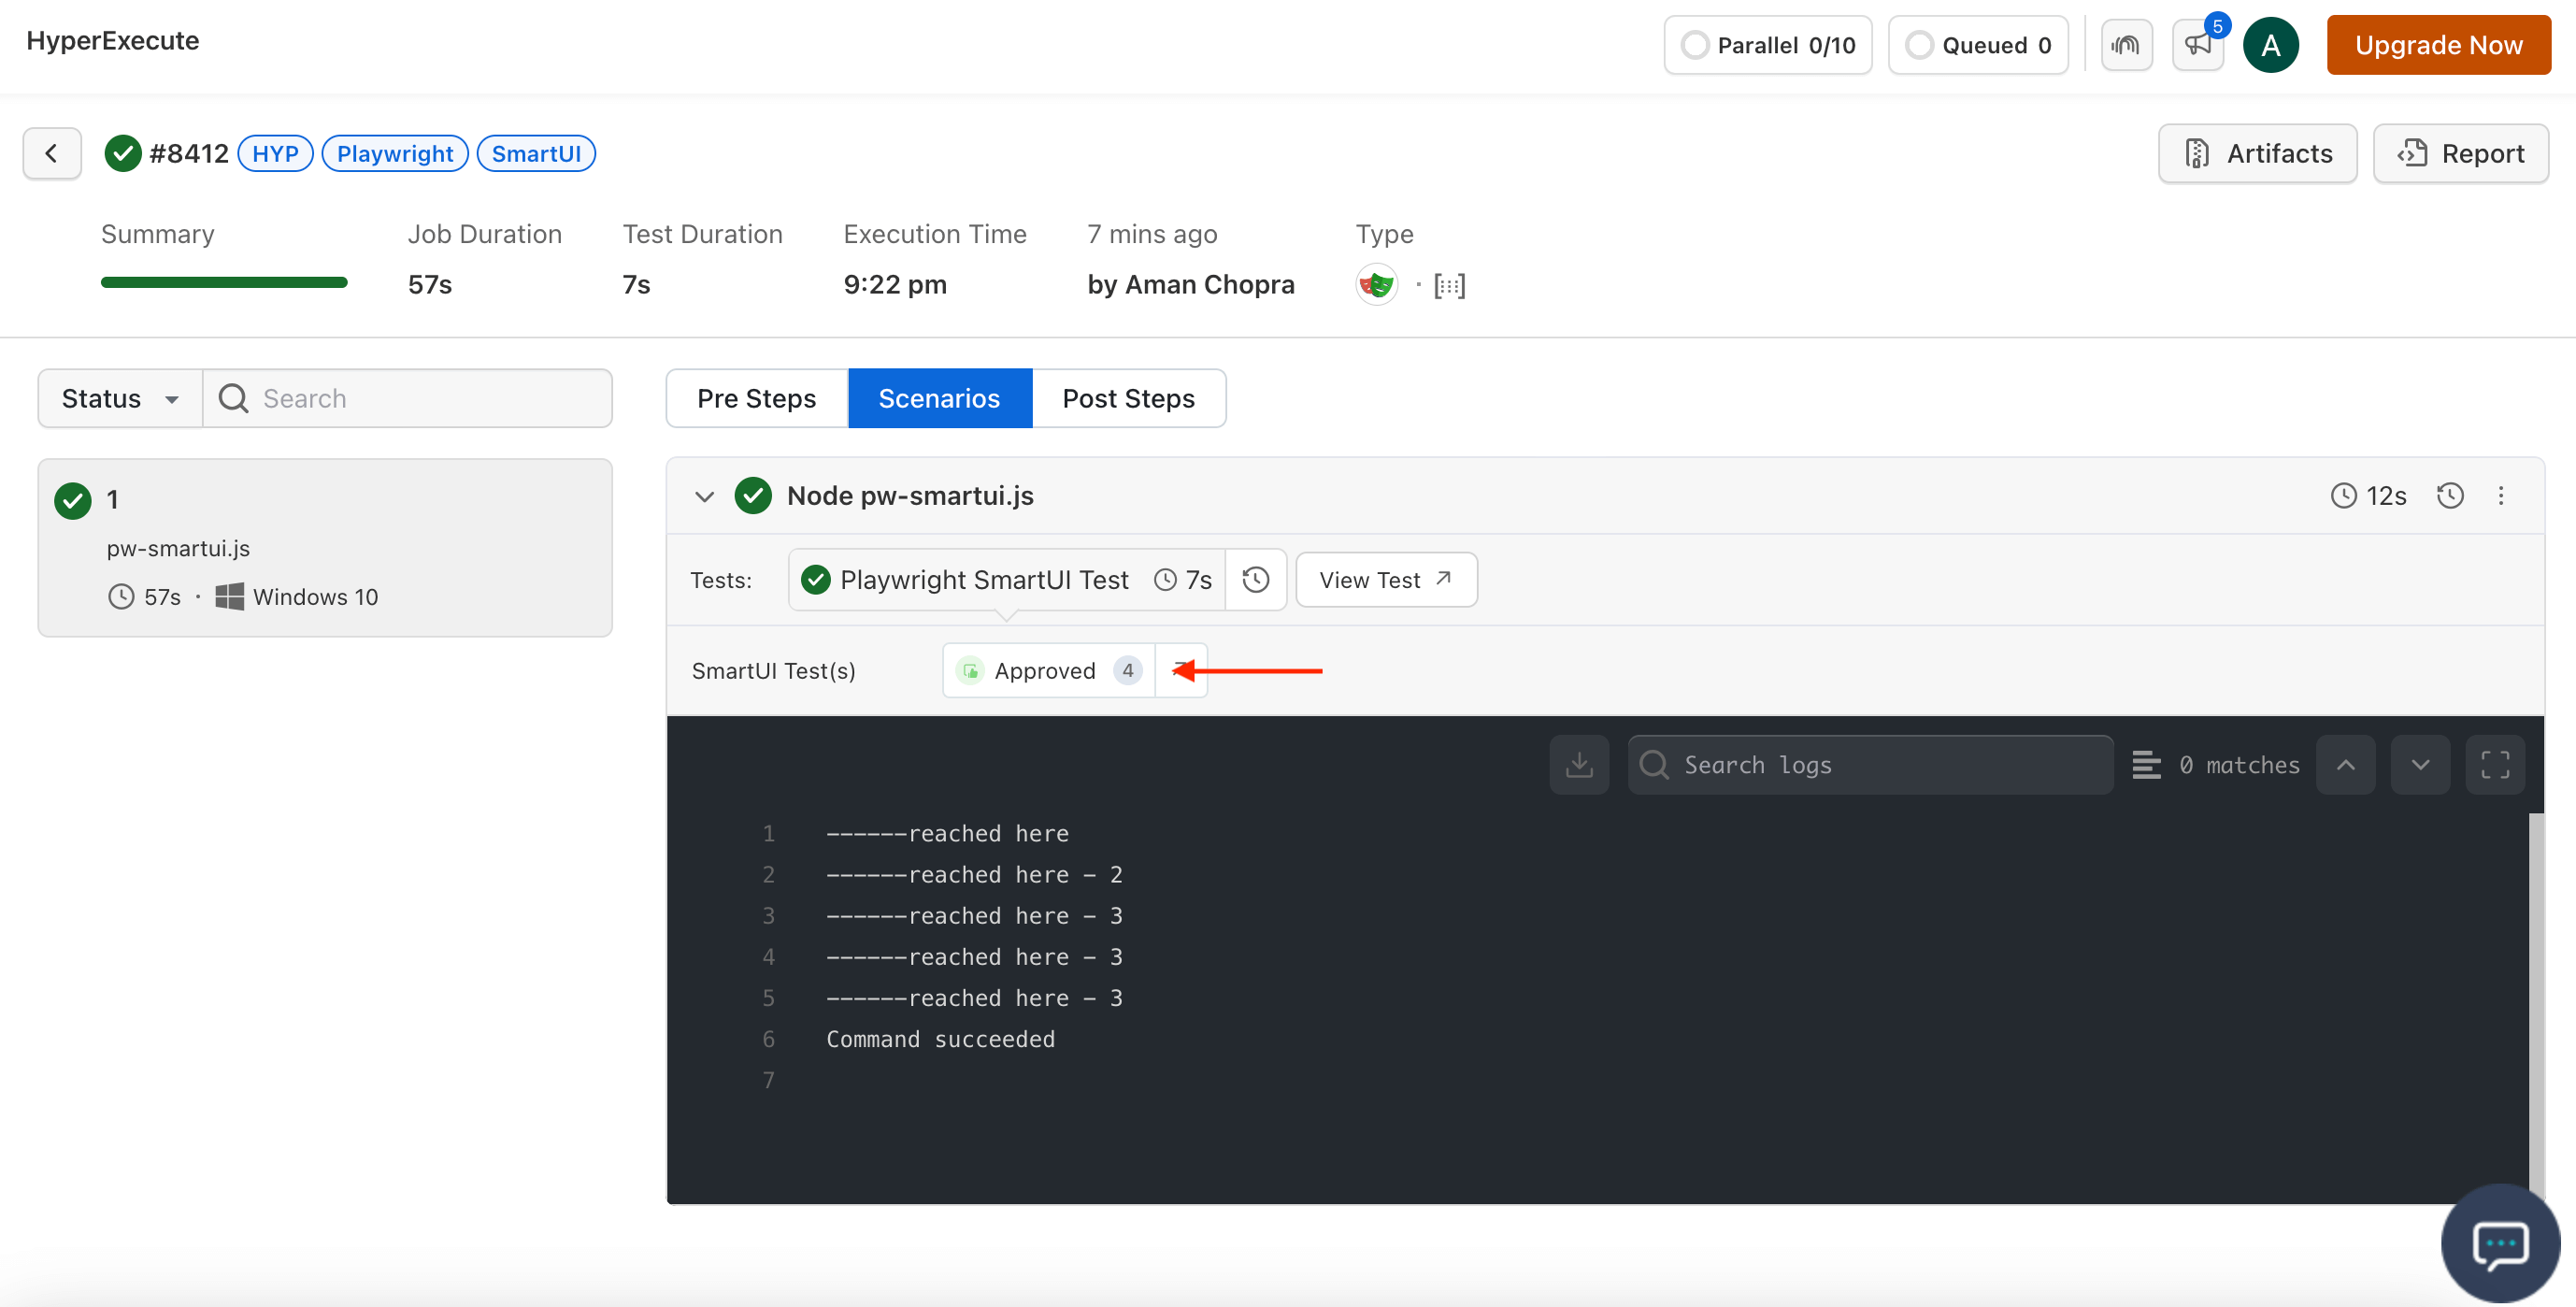 HyperExecute
Parallel 0/10
Queued 0
5
A
Upgrade Now
#8412 HYP Playwright SmartUI
Artifacts
Report
Summary
Job Duration
Test Duration
Execution Time
7 mins ago
Type
57s
7s
9:22 pm
by Aman Chopra
Status
Search
Pre Steps
Scenarios
Post Steps
1
pw-smartui.js
57s · Windows 10
Node pw-smartui.js
12s
Tests:
Playwright SmartUI Test 7s
View Test
SmartUI Test(s)
Approved 4
Search logs
0 matches
1 ------reached here
2 ------reached here - 2
3 ------reached here - 3
4 ------reached here - 3
5 ------reached here - 3
6 Command succeeded
7